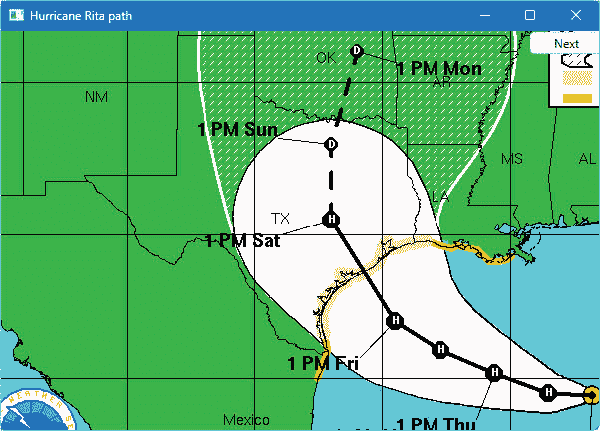 Hurricane Rita path
Next
OK
D
1 PM Mon
NM
AR
1 PM Sun
D
MS
AL
LA
TX
H
1 PM Sat
H
1 PM Fri
H
H
H
Mexico
1 PM Thu